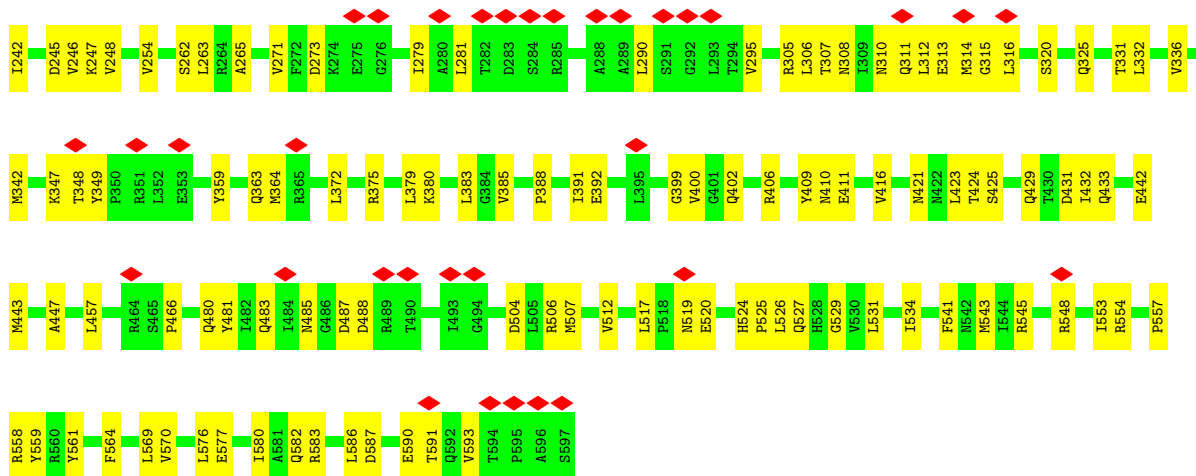 I242 D245 V246 K247 V248 V254 S262 L263 R264 A265 V271 F272 D273 K274 E275 G276 I279 A280 L281 T282 D283 S284 R285 A288 A289 L290 S291 G292 L293 T294 V295 R305 L306 T307 N308 I309 N310 Q311 L312 E313 M314 G315 L316 S320 Q325 T331 L332 V336
M342 K347 T348 Y349 P350 R351 L352 E353 Y359 Q363 M364 R365 L372 R375 L379 K380 L383 G384 V385 P388 I391 E392 L395 G399 V400 G401 Q402 R406 Y409 N410 E411 V416 N421 N422 L423 T424 S425 Q429 T430 D431 I432 Q433 E442
M443 A447 L457 R464 S465 P466 Q480 Y481 I482 Q483 I484 N485 G486 D487 D488 R489 T490 I493 G494 D504 L505 R506 M507 V512 L517 P518 N519 E520 H524 P525 L526 Q527 H528 G529 V530 L531 I534 F541 N542 M543 I544 R545 R548 I553 R554 P557
R558 Y559 R560 Y561 F564 L569 V570 L576 E577 I580 A581 Q582 R583 L586 D587 E590 T591 Q592 V593 T594 P595 A596 S597